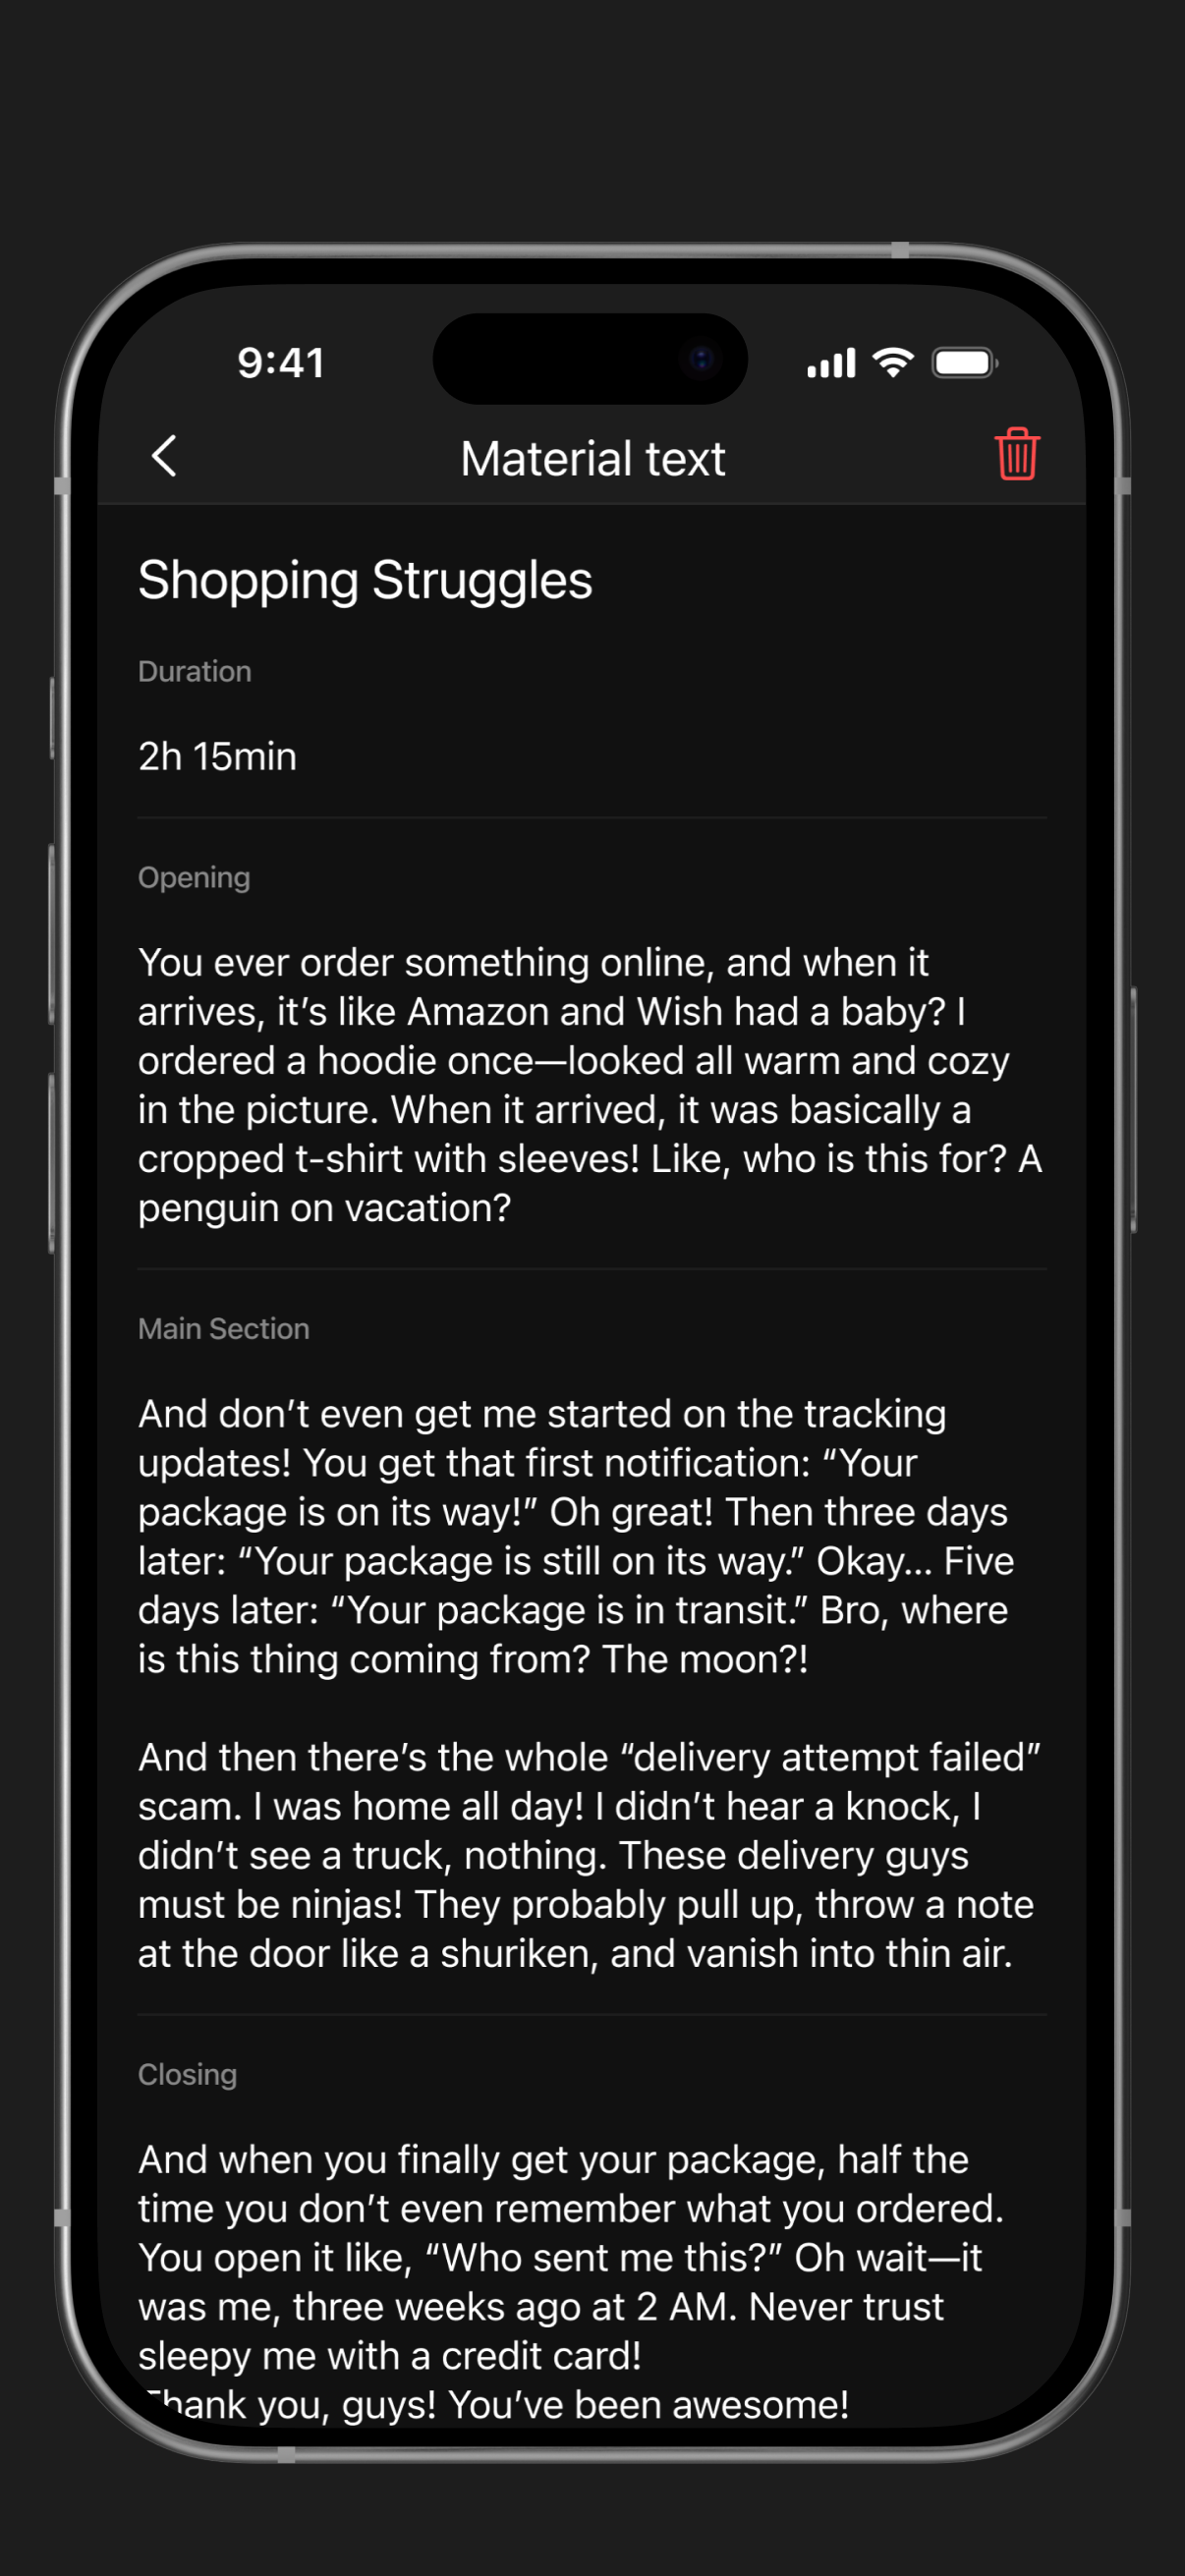 9:41
Material text
Shopping Struggles
Duration
2h 15min
Opening
You ever order something online, and when it
arrives, it’s like Amazon and Wish had a baby? I
ordered a hoodie once—looked all warm and cozy
in the picture. When it arrived, it was basically a
cropped t-shirt with sleeves! Like, who is this for? A
penguin on vacation?
Main Section
And don’t even get me started on the tracking
updates! You get that first notification: “Your
package is on its way!” Oh great! Then three days
later: “Your package is still on its way.” Okay... Five
days later: “Your package is in transit.” Bro, where
is this thing coming from? The moon?!
And then there’s the whole “delivery attempt failed”
scam. I was home all day! I didn’t hear a knock, I
didn’t see a truck, nothing. These delivery guys
must be ninjas! They probably pull up, throw a note
at the door like a shuriken, and vanish into thin air.
Closing
And when you finally get your package, half the
time you don’t even remember what you ordered.
You open it like, “Who sent me this?” Oh wait—it
was me, three weeks ago at 2 AM. Never trust
sleepy me with a credit card!
Thank you, guys! You’ve been awesome!